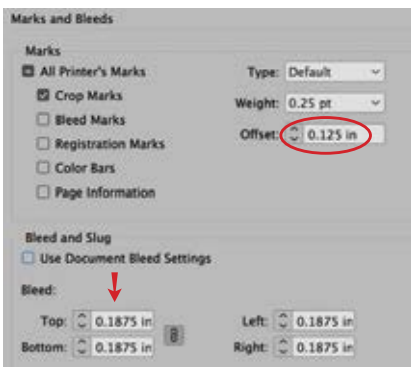 Marks and Bleeds
Marks
All Printer's Marks
Crop Marks
Bleed Marks
Registration Marks
Color Bars
Page Information
Type: Default
Weight: 0.25 pt
Offset: 0.125 in
Bleed and Slug
Use Document Bleed Settings
Bleed:
Top: 0.1875 in Left: 0.1875 in
Bottom: 0.1875 in Right: 0.1875 in